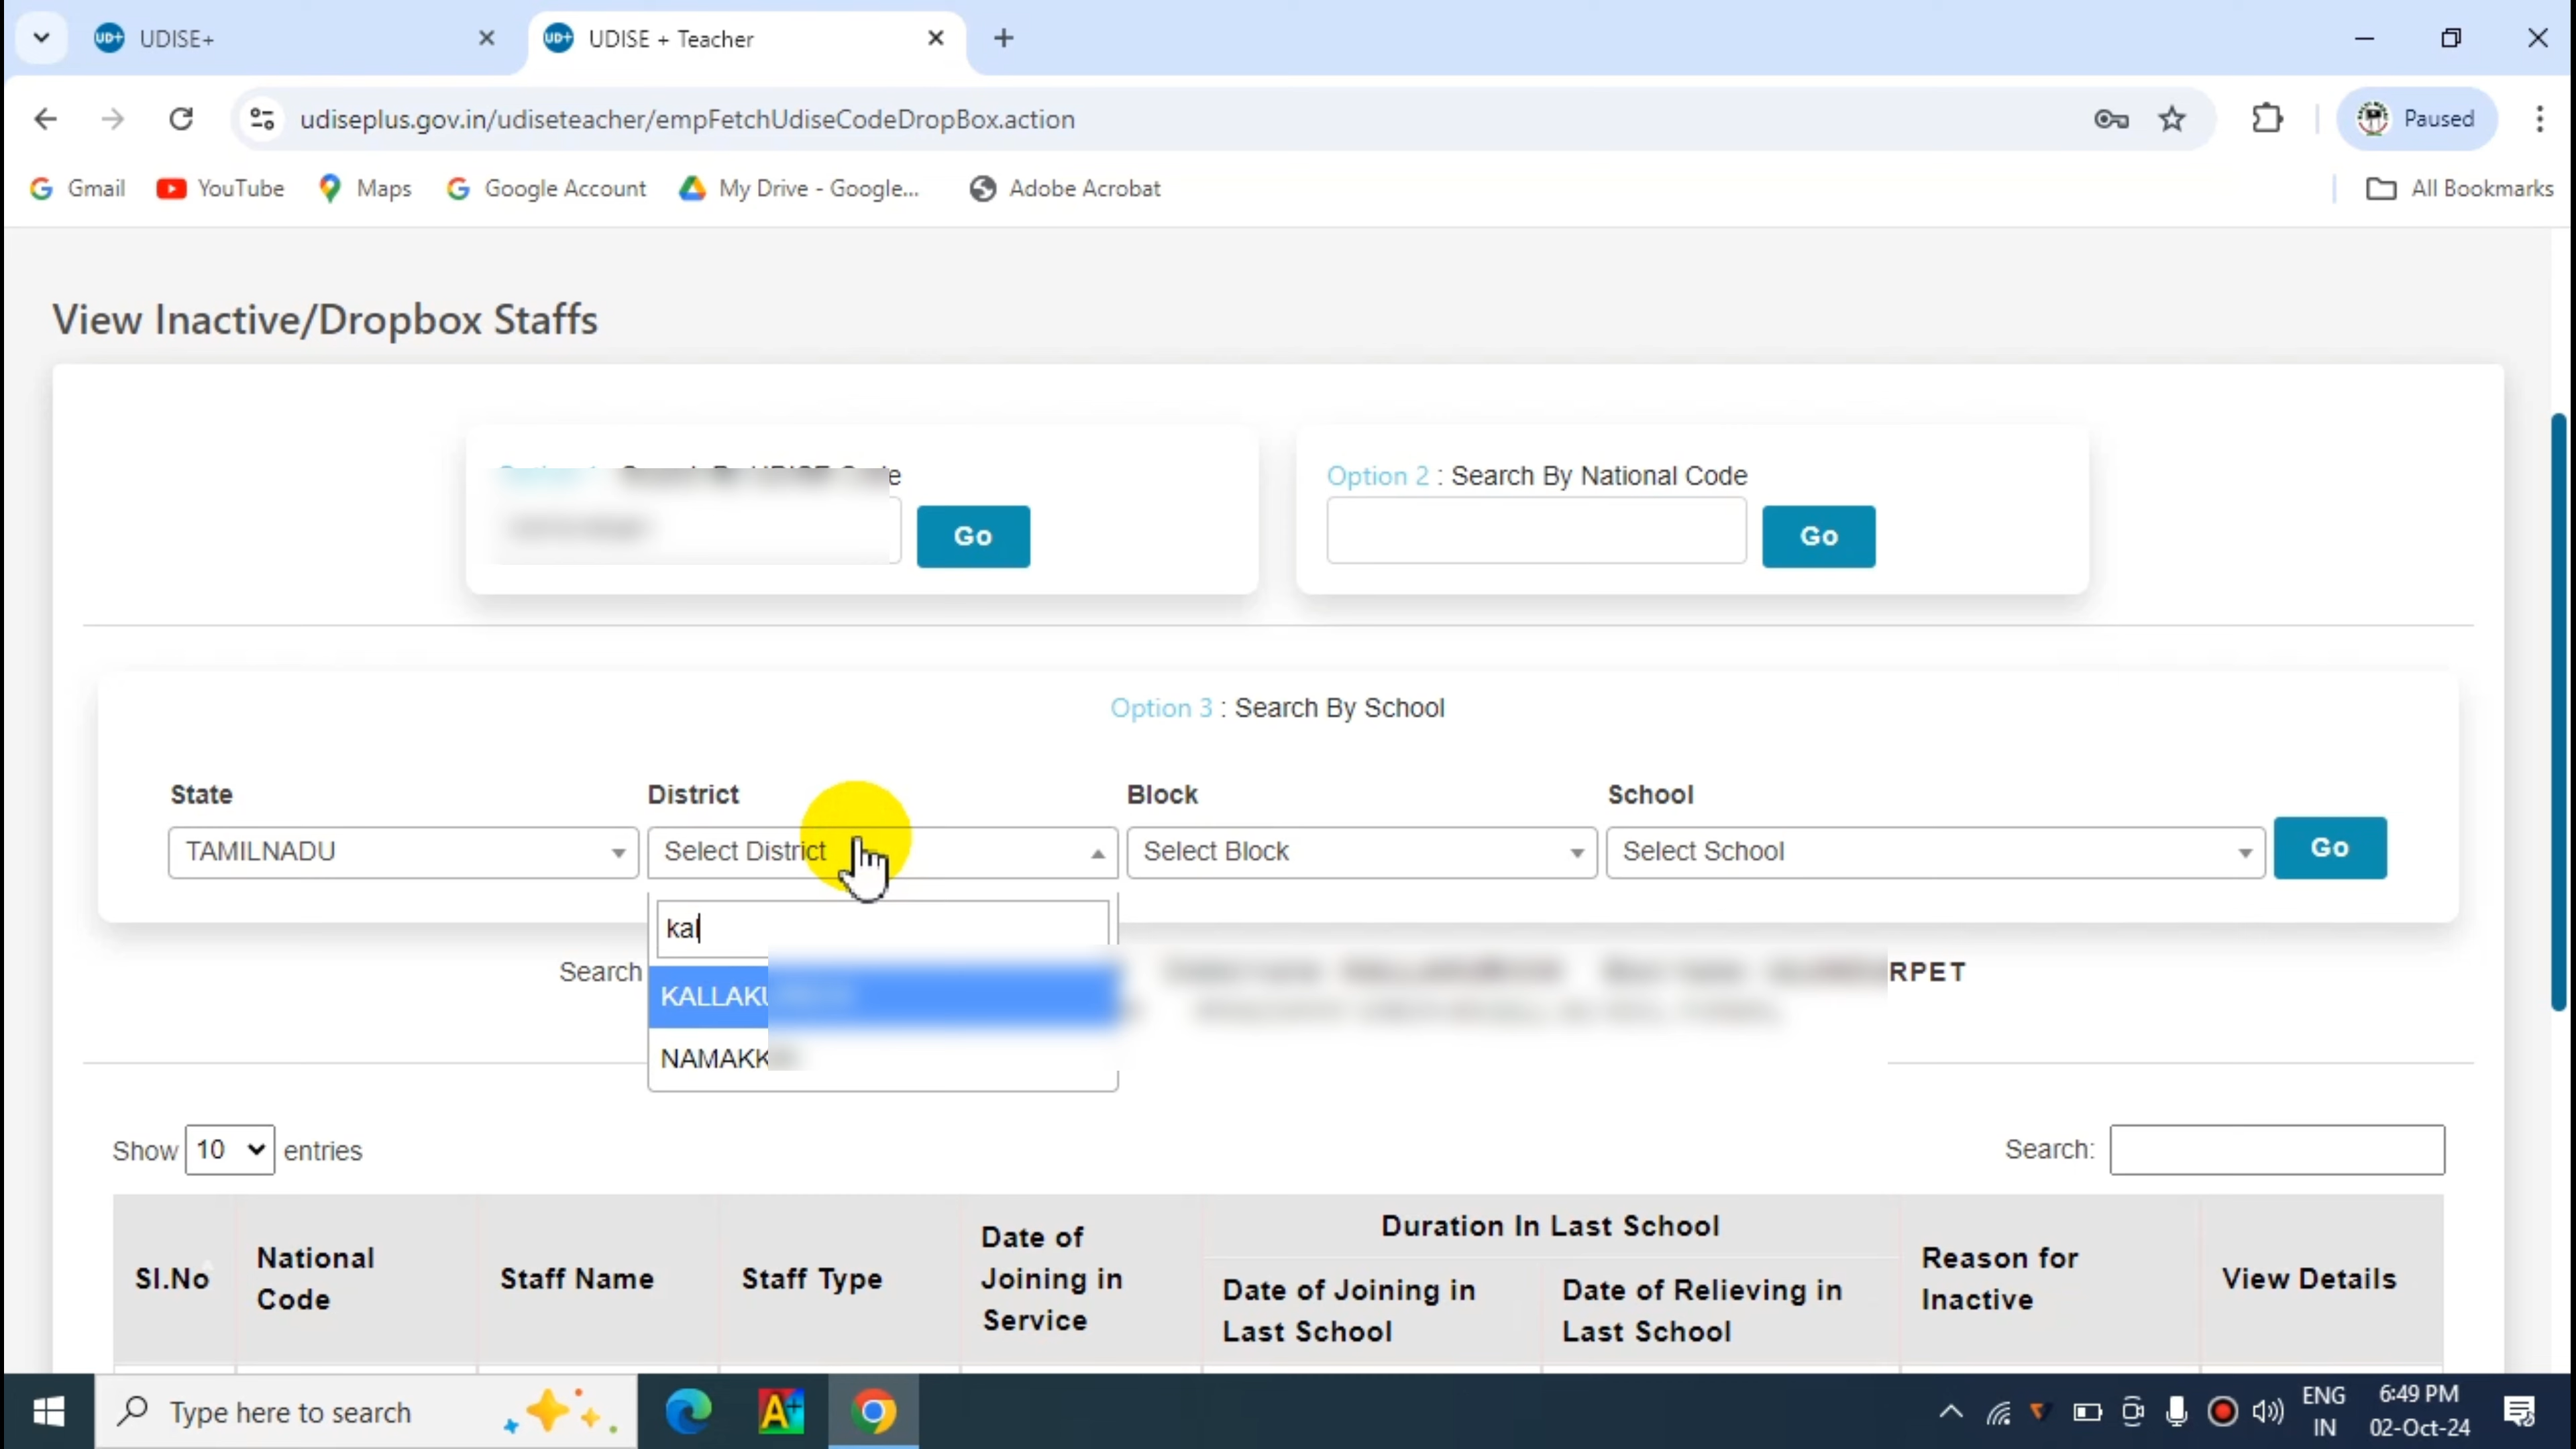 UDISE+
UDISE + Teacher
udiseplus.gov.in/udiseteacher/empFetchUdiseCodeDropBox.action
Paused
Gmail
YouTube
Maps
Google Account
My Drive - Google...
Adobe Acrobat
All Bookmarks
View Inactive/Dropbox Staffs
Go
Option 2 : Search By National Code
Go
Option 3 : Search By School
State
District
Block
School
TAMILNADU
Select District
Select Block
Select School
Go
kal
Search
RPET
KALLAKU
NAMAKK
Show 10 entries
Search:
Sl.No
National Code
Staff Name
Staff Type
Date of Joining in Service
Duration In Last School
Date of Joining in Last School
Date of Relieving in Last School
Reason for Inactive
View Details
Type here to search
ENG
IN
6:49 PM
02-Oct-24